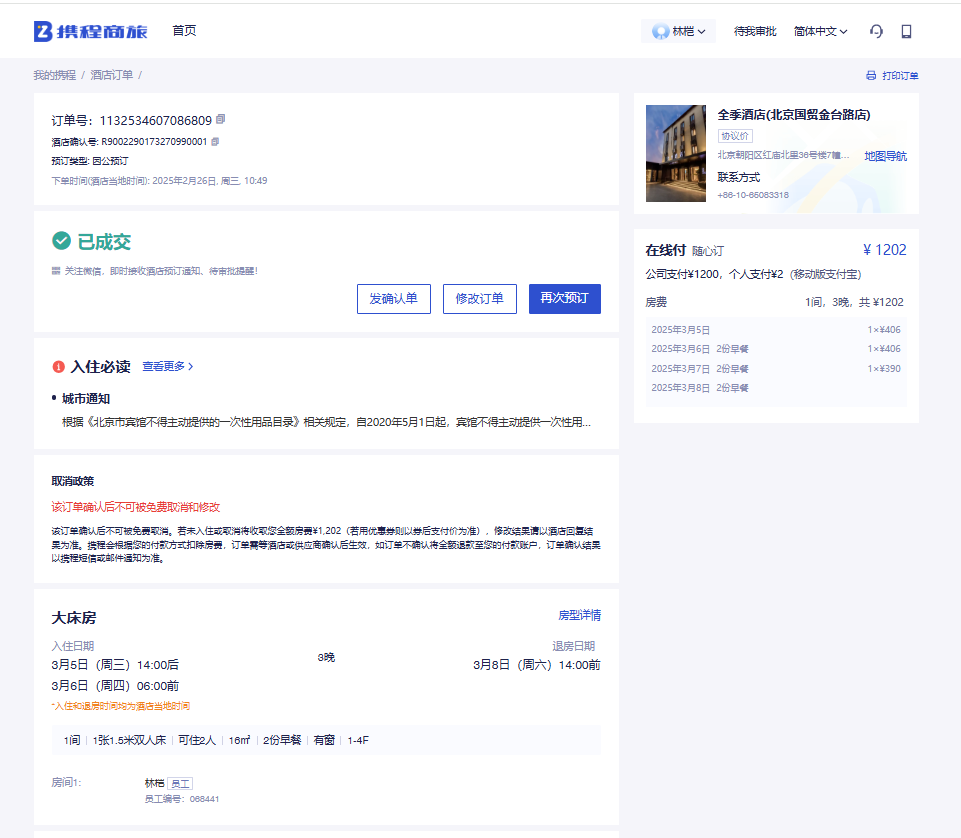 携程商旅
首页
林桤
待我审批
简体中文
我的携程 / 酒店订单 /
打印订单
订单号：1132534607086809
酒店确认号: R9002290173270990001
预订类型: 因公预订
下单时间(酒店当地时间): 2025年2月26日, 周三, 10:49
已成交
关注微信，即时接收酒店预订通知、待审批提醒！
发确认单
修改订单
再次预订
入住必读
查看更多
城市通知
根据《北京市宾馆不得主动提供的一次性用品目录》相关规定，自2020年5月1日起，宾馆不得主动提供一次性用...
取消政策
该订单确认后不可被免费取消和修改
该订单确认后不可被免费取消。若未入住或取消将收取您全额房费¥1,202（若用优惠券则以券后支付价为准），修改结果请以酒店回复结
果为准。携程会根据您的付款方式扣除房费，订单需等酒店或供应商确认后生效，如订单不确认将全额退款至您的付款账户，订单确认结果
以携程短信或邮件通知为准。
大床房
房型详情
入住日期
3月5日（周三）14:00后
3月6日（周四）06:00前
3晚
退房日期
3月8日（周六）14:00前
*入住和退房时间均为酒店当地时间
1间 | 1张1.5米双人床 | 可住2人 | 16㎡ | 2份早餐 | 有窗 | 1-4F
房间1:
林桤 员工
员工编号：068441
全季酒店(北京国贸金台路店)
协议价
北京朝阳区红庙北里36号楼7幢...
地图导航
联系方式
+86-10-65083318
在线付 随心订
¥ 1202
公司支付¥1200，个人支付¥2（移动版支付宝）
房费
1间，3晚，共 ¥1202
2025年3月5日 1×¥406
2025年3月6日 2份早餐 1×¥406
2025年3月7日 2份早餐 1×¥390
2025年3月8日 2份早餐